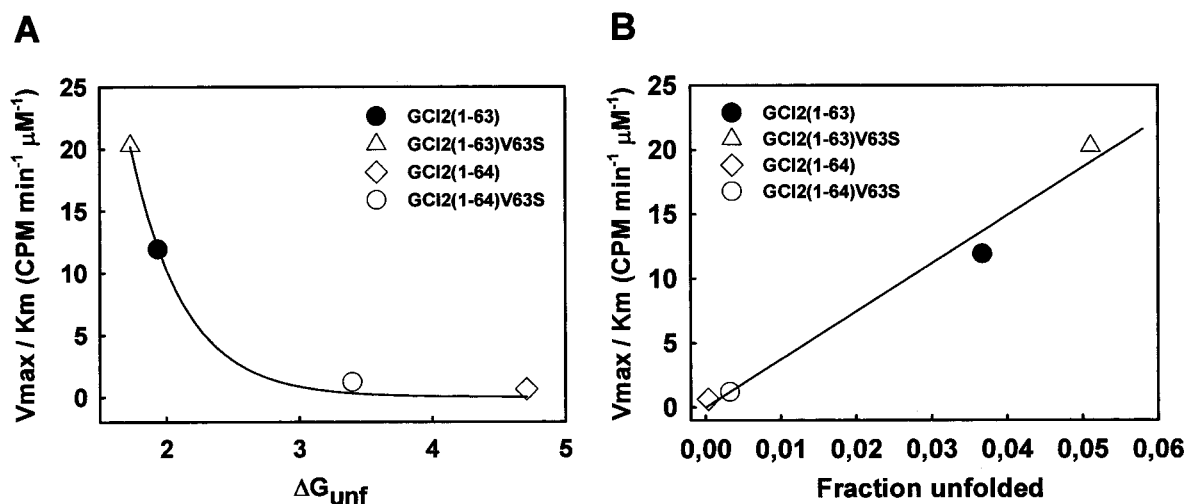 A
Vmax / Km (CPM min⁻¹ μM⁻¹)
25
20
15
10
5
0
GCI2(1-63)
GCI2(1-63)V63S
GCI2(1-64)
GCI2(1-64)V63S
2 3 4 5
ΔGunf
B
Vmax / Km (CPM min⁻¹ μM⁻¹)
25
20
15
10
5
0
GCI2(1-63)
GCI2(1-63)V63S
GCI2(1-64)
GCI2(1-64)V63S
0,00 0,01 0,02 0,03 0,04 0,05 0,06
Fraction unfolded